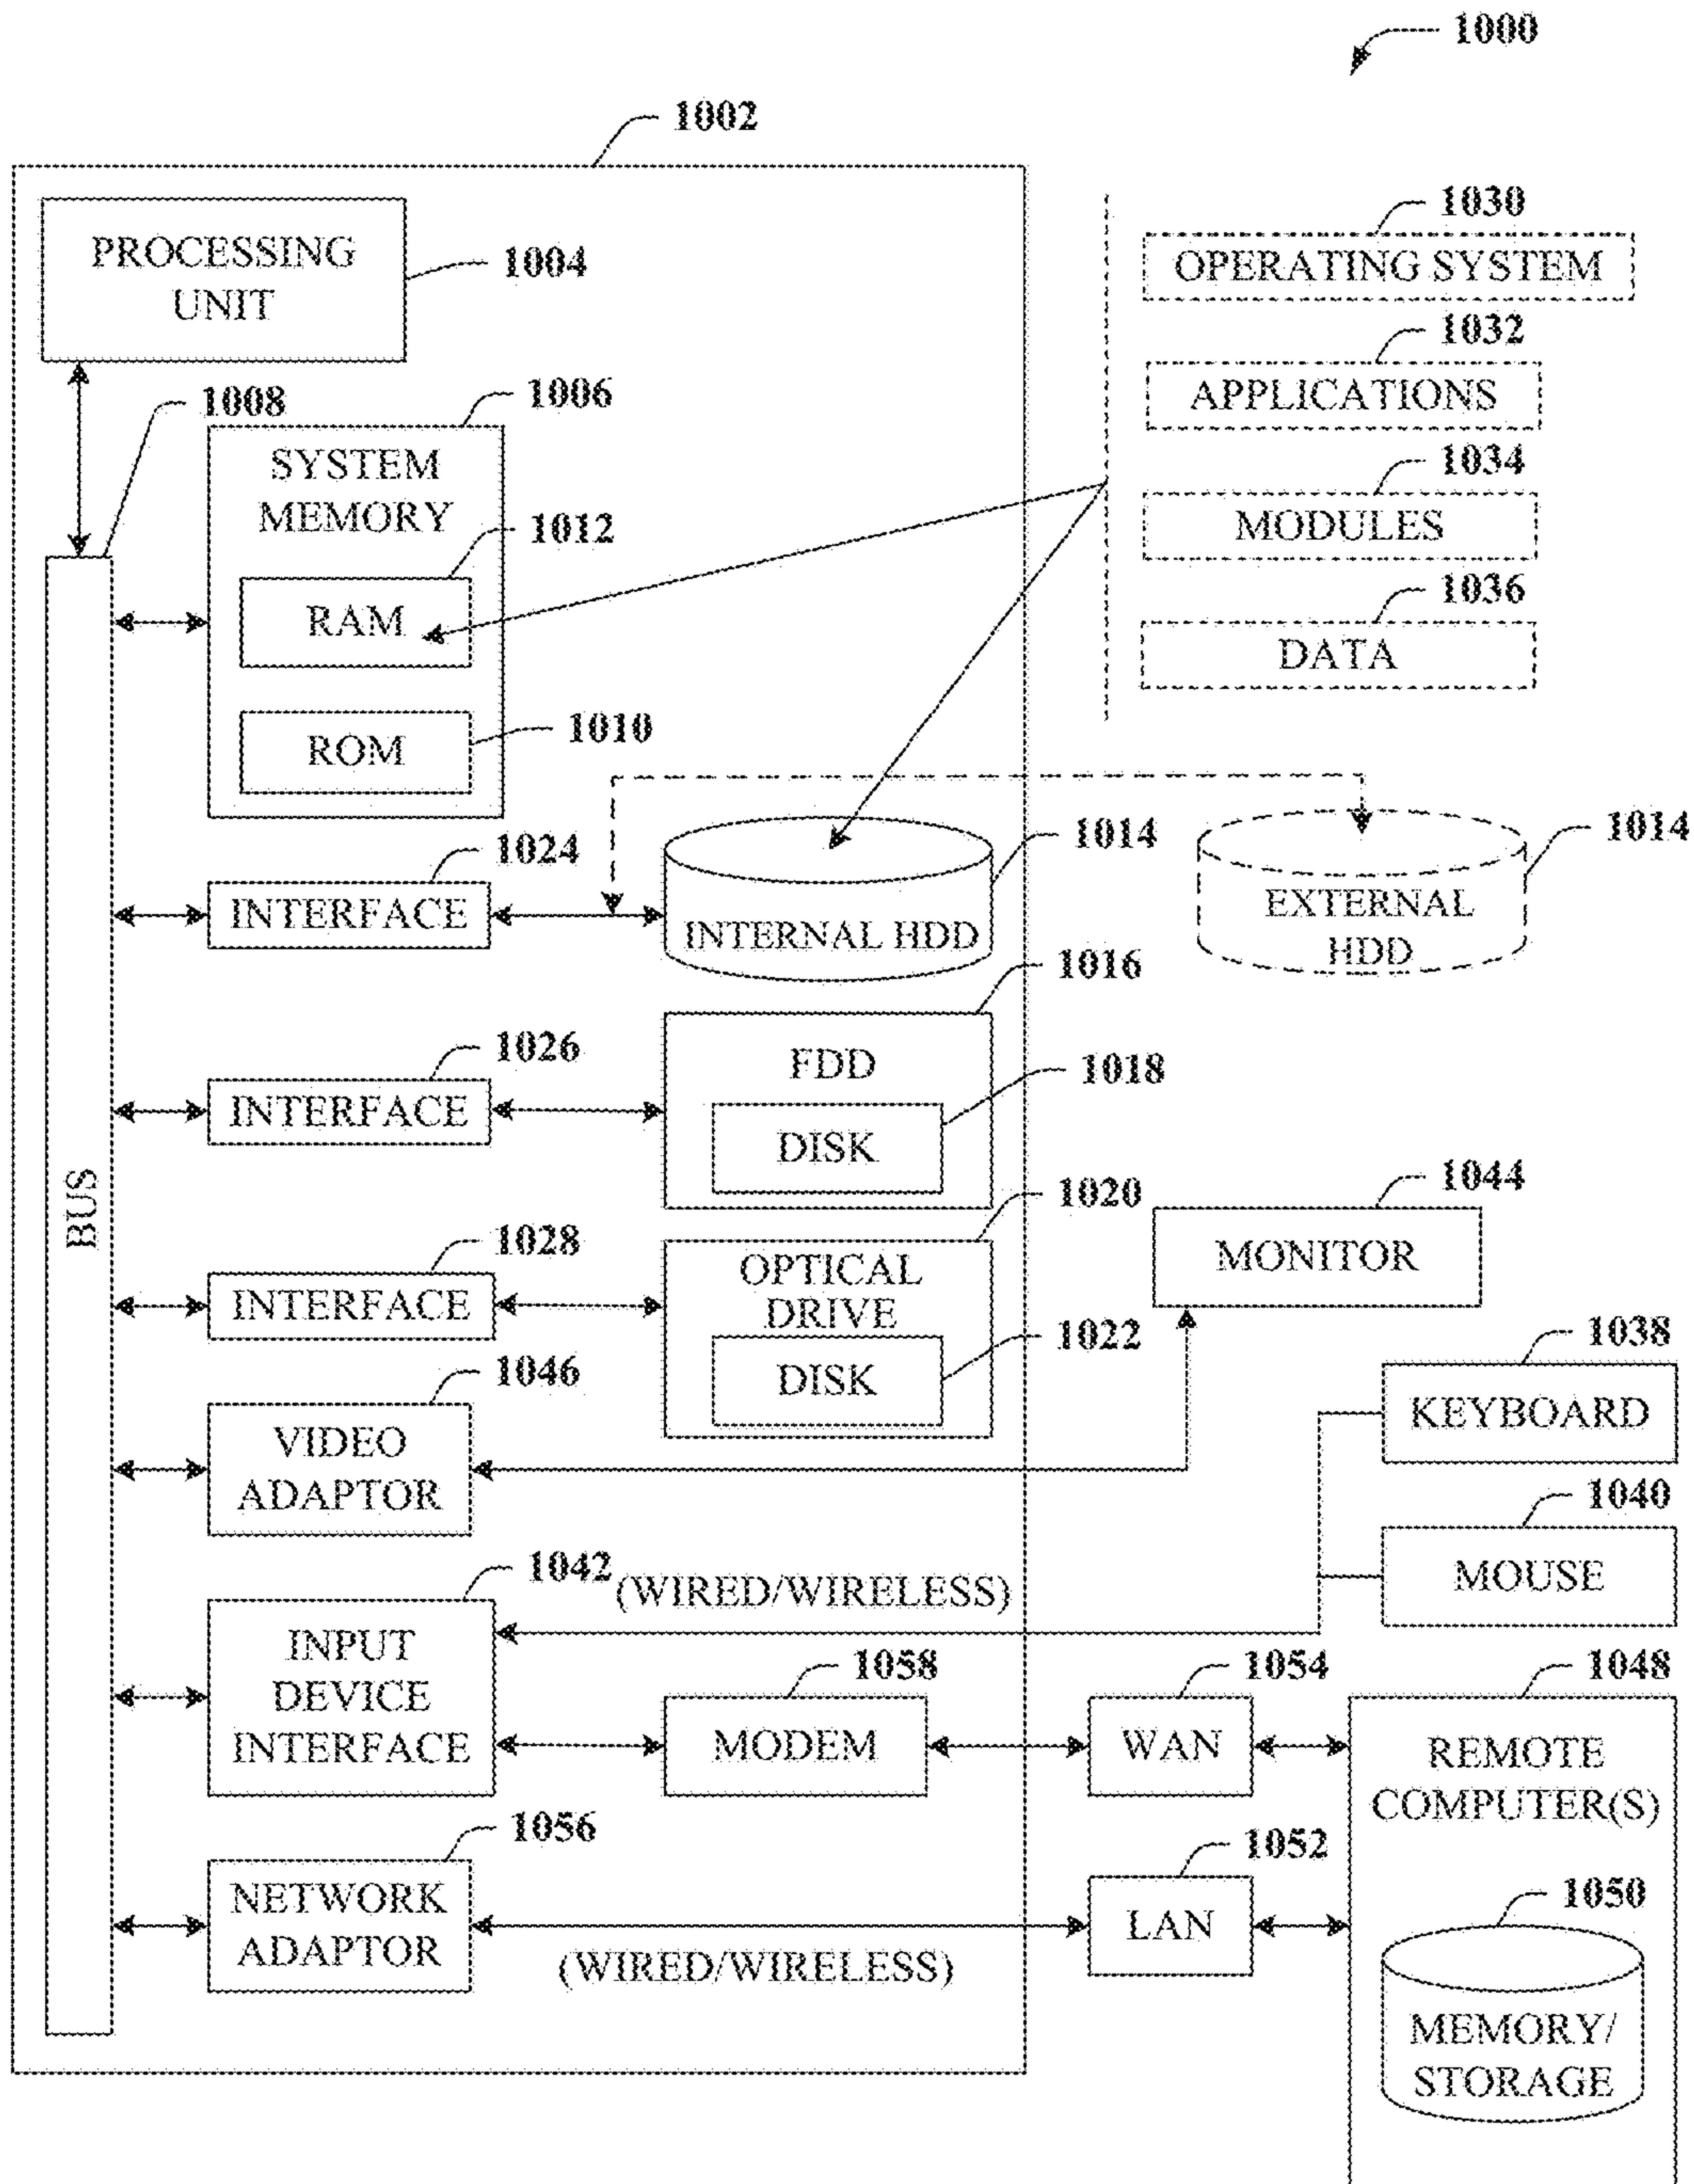 1000
1002
PROCESSING
UNIT
1004
1030
OPERATING SYSTEM
1032
APPLICATIONS
1034
MODULES
1036
DATA
1008
1006
SYSTEM
MEMORY
1012
RAM
1010
ROM
BUS
1024
INTERFACE
1014
INTERNAL HDD
1014
EXTERNAL
HDD
1026
INTERFACE
1016
FDD
1018
DISK
1028
INTERFACE
1020
OPTICAL
DRIVE
1022
DISK
1044
MONITOR
1046
VIDEO
ADAPTOR
1038
KEYBOARD
1040
MOUSE
1042
(WIRED/WIRELESS)
INPUT
DEVICE
INTERFACE
1058
MODEM
1054
WAN
1048
REMOTE
COMPUTER(S)
1056
NETWORK
ADAPTOR
(WIRED/WIRELESS)
1052
LAN
1050
MEMORY/
STORAGE